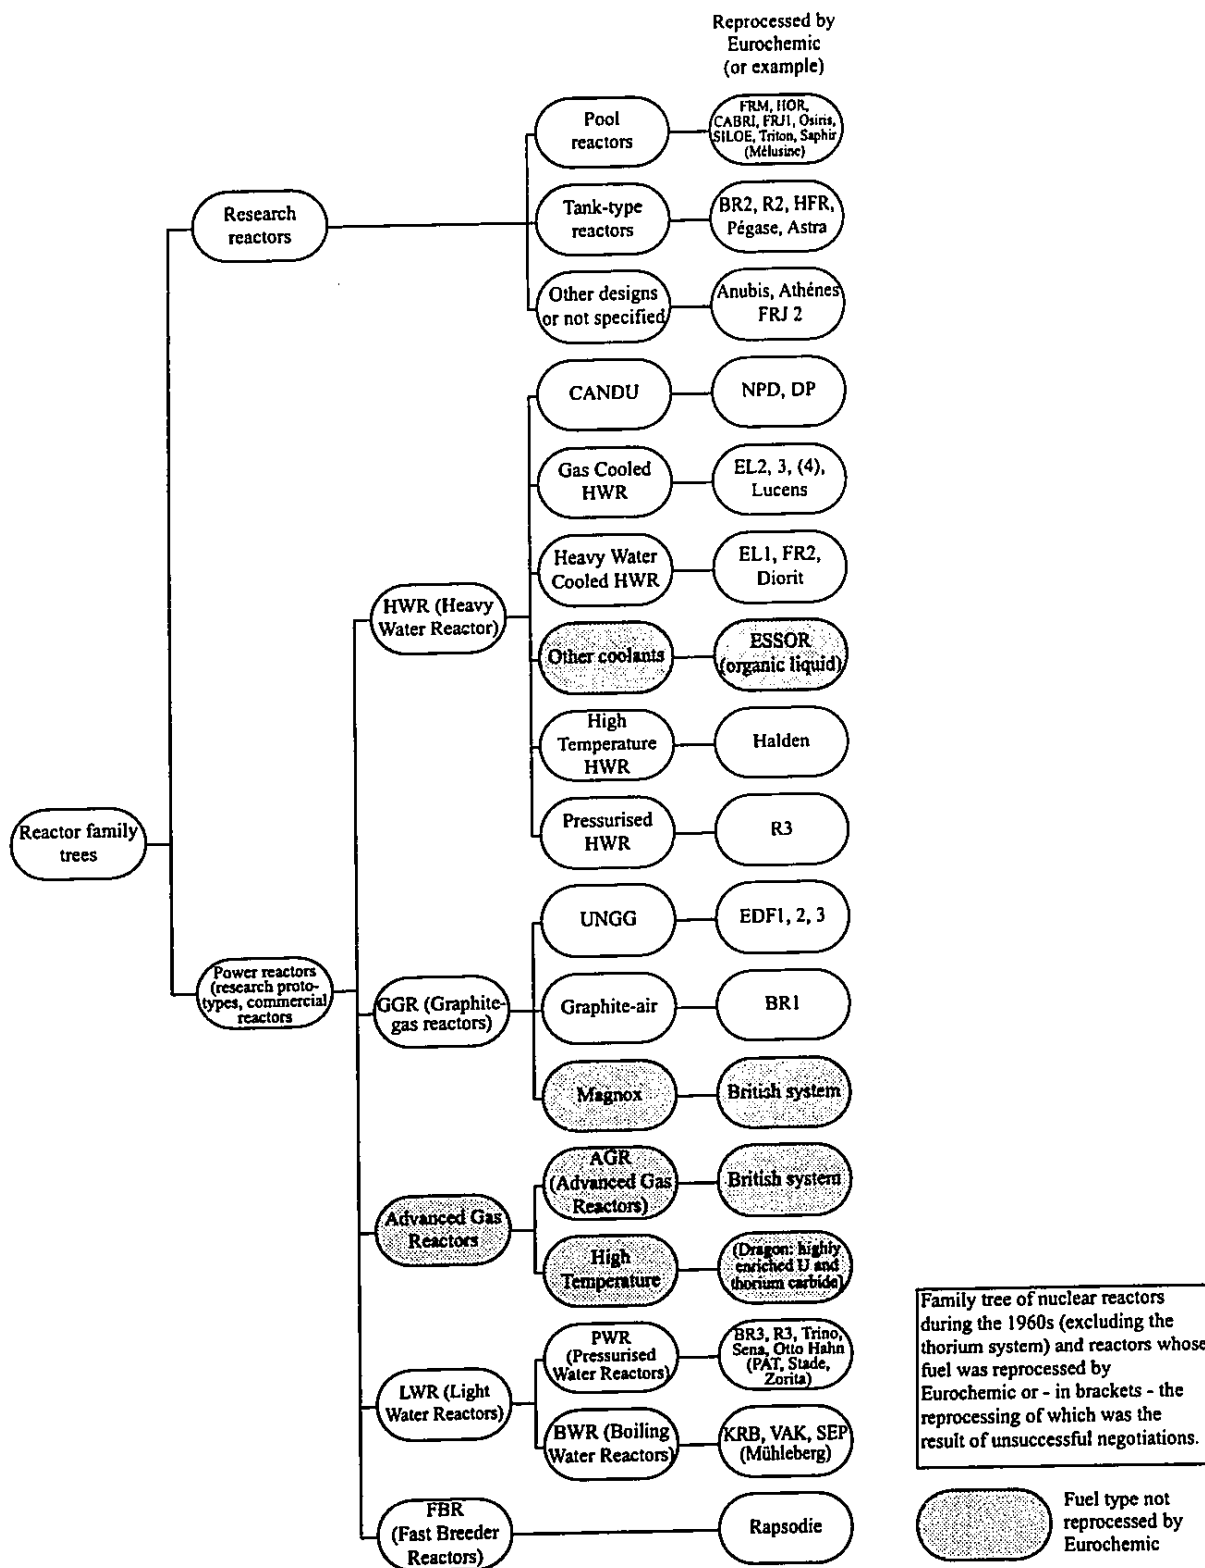 Reprocessed by
Eurochemic
(or example)
Pool
reactors
FRM, HOR,
CABRI, FRJ1, Osiris,
SILOE, Triton, Saphir
(Mélusine)
Research
reactors
Tank-type
reactors
BR2, R2, HFR,
Pégase, Astra
Other designs
or not specified
Anubis, Athénes
FRJ 2
CANDU
NPD, DP
Gas Cooled
HWR
EL2, 3, (4),
Lucens
Heavy Water
Cooled HWR
EL1, FR2,
Diorit
HWR (Heavy
Water Reactor)
Other coolants
ESSOR
(organic liquid)
High
Temperature
HWR
Halden
Pressurised
HWR
R3
Reactor family
trees
UNGG
EDF1, 2, 3
Power reactors
(research proto-
types, commercial
reactors
GGR (Graphite-
gas reactors)
Graphite-air
BR1
Magnox
British system
AGR
(Advanced Gas
Reactors)
British system
Advanced Gas
Reactors
High
Temperature
(Dragon: highly
enriched U and
thorium carbide)
PWR
(Pressurised
Water Reactors)
BR3, R3, Trino,
Sena, Otto Hahn
(PAT, Stade,
Zorita)
LWR (Light
Water Reactors)
BWR (Boiling
Water Reactors)
KRB, VAK, SEP
(Mühleberg)
FBR
(Fast Breeder
Reactors)
Rapsodie
Family tree of nuclear reactors
during the 1960s (excluding the
thorium system) and reactors whose
fuel was reprocessed by
Eurochemic or - in brackets - the
reprocessing of which was the
result of unsuccessful negotiations.
Fuel type not
reprocessed by
Eurochemic